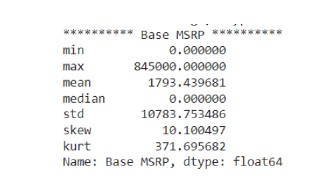 ********** Base MSRP **********
min 0.000000
max 845000.000000
mean 1793.439681
median 0.000000
std 10783.753486
skew 10.100497
kurt 371.695682
Name: Base MSRP, dtype: float64